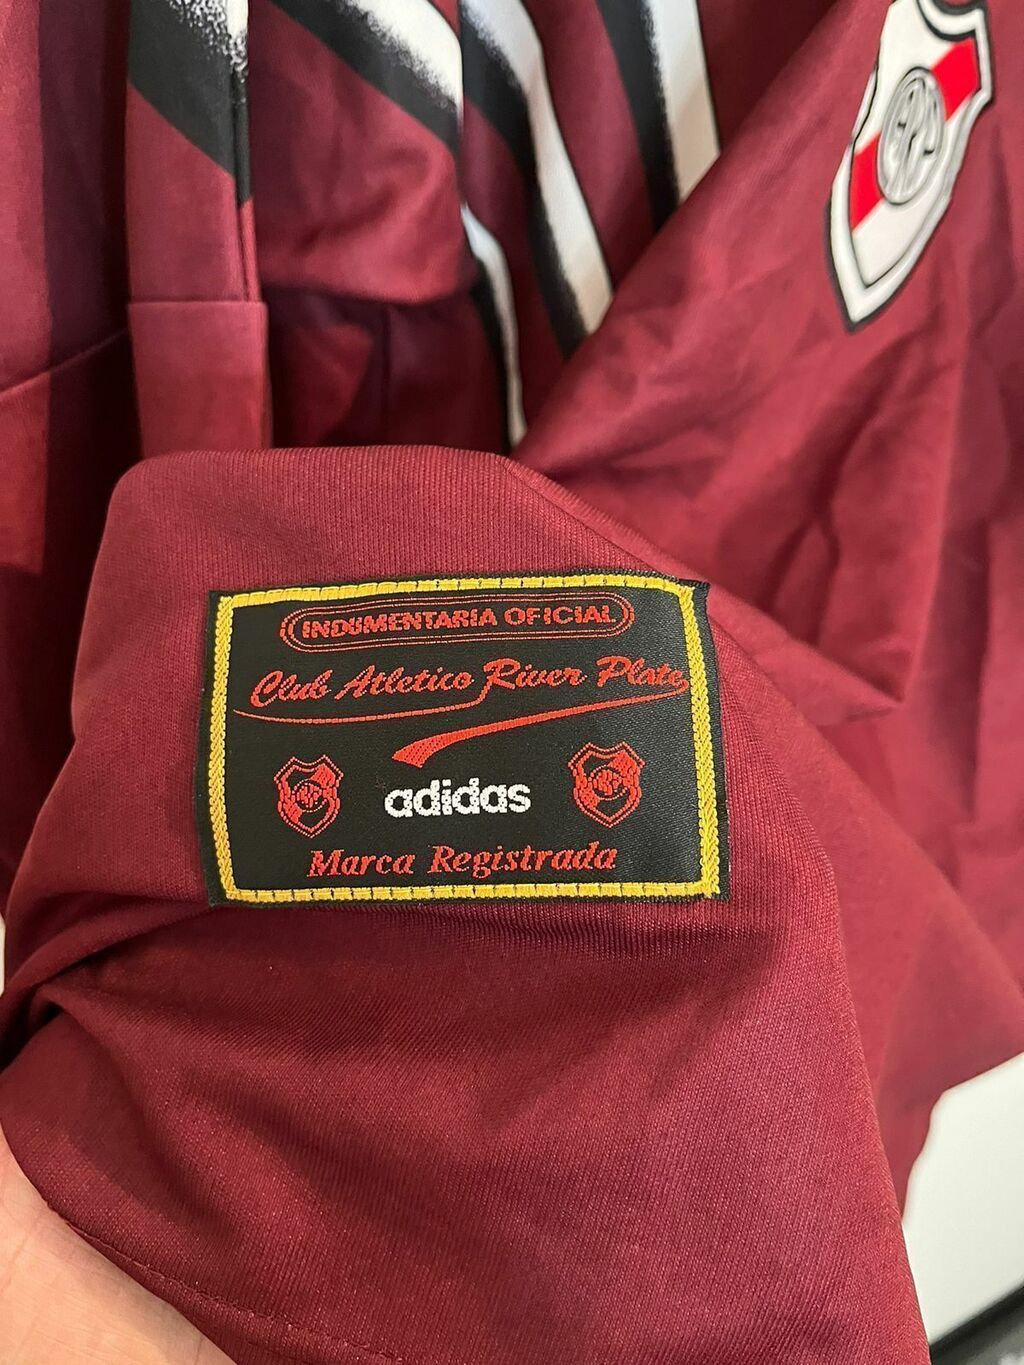 INDUMENTARIA OFICIAL
Club Atletico River Plate
adidas
Marca Registrada